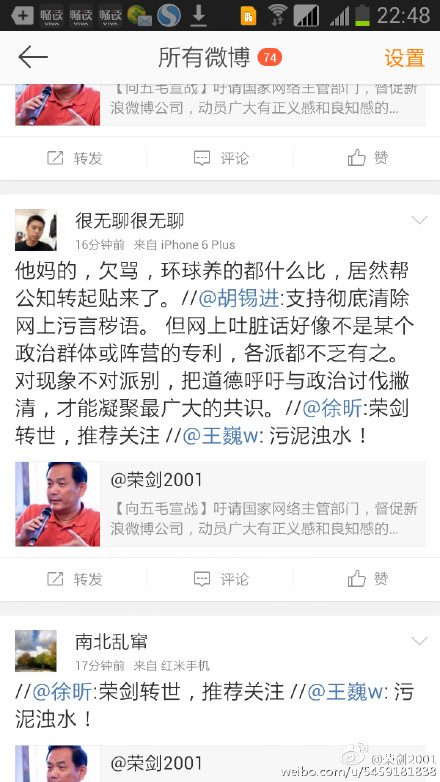 畅读 畅读 畅读 22:48
所有微博 74 设置
【向五毛宣战】吁请国家网络主管部门，督促新
浪微博公司，动员广大有正义感和良知感的...
转发 评论 赞
很无聊很无聊
16分钟前 来自 iPhone 6 Plus
他妈的，欠骂，环球养的都什么比，居然帮
公知转起贴来了。//@胡锡进:支持彻底清除
网上污言秽语。 但网上吐脏话好像不是某个
政治群体或阵营的专利，各派都不乏有之。
对现象不对派别，把道德呼吁与政治讨伐撇
清，才能凝聚最广大的共识。//@徐昕:荣剑
转世，推荐关注 //@王巍w: 污泥浊水！
@荣剑2001
【向五毛宣战】吁请国家网络主管部门，督促新
浪微博公司，动员广大有正义感和良知感的...
转发 评论 赞
南北乱窜
17分钟前 来自 红米手机
//@徐昕:荣剑转世，推荐关注 //@王巍w: 污
泥浊水！
@荣剑2001
@荣剑2001
weibo.com/u/5459181838